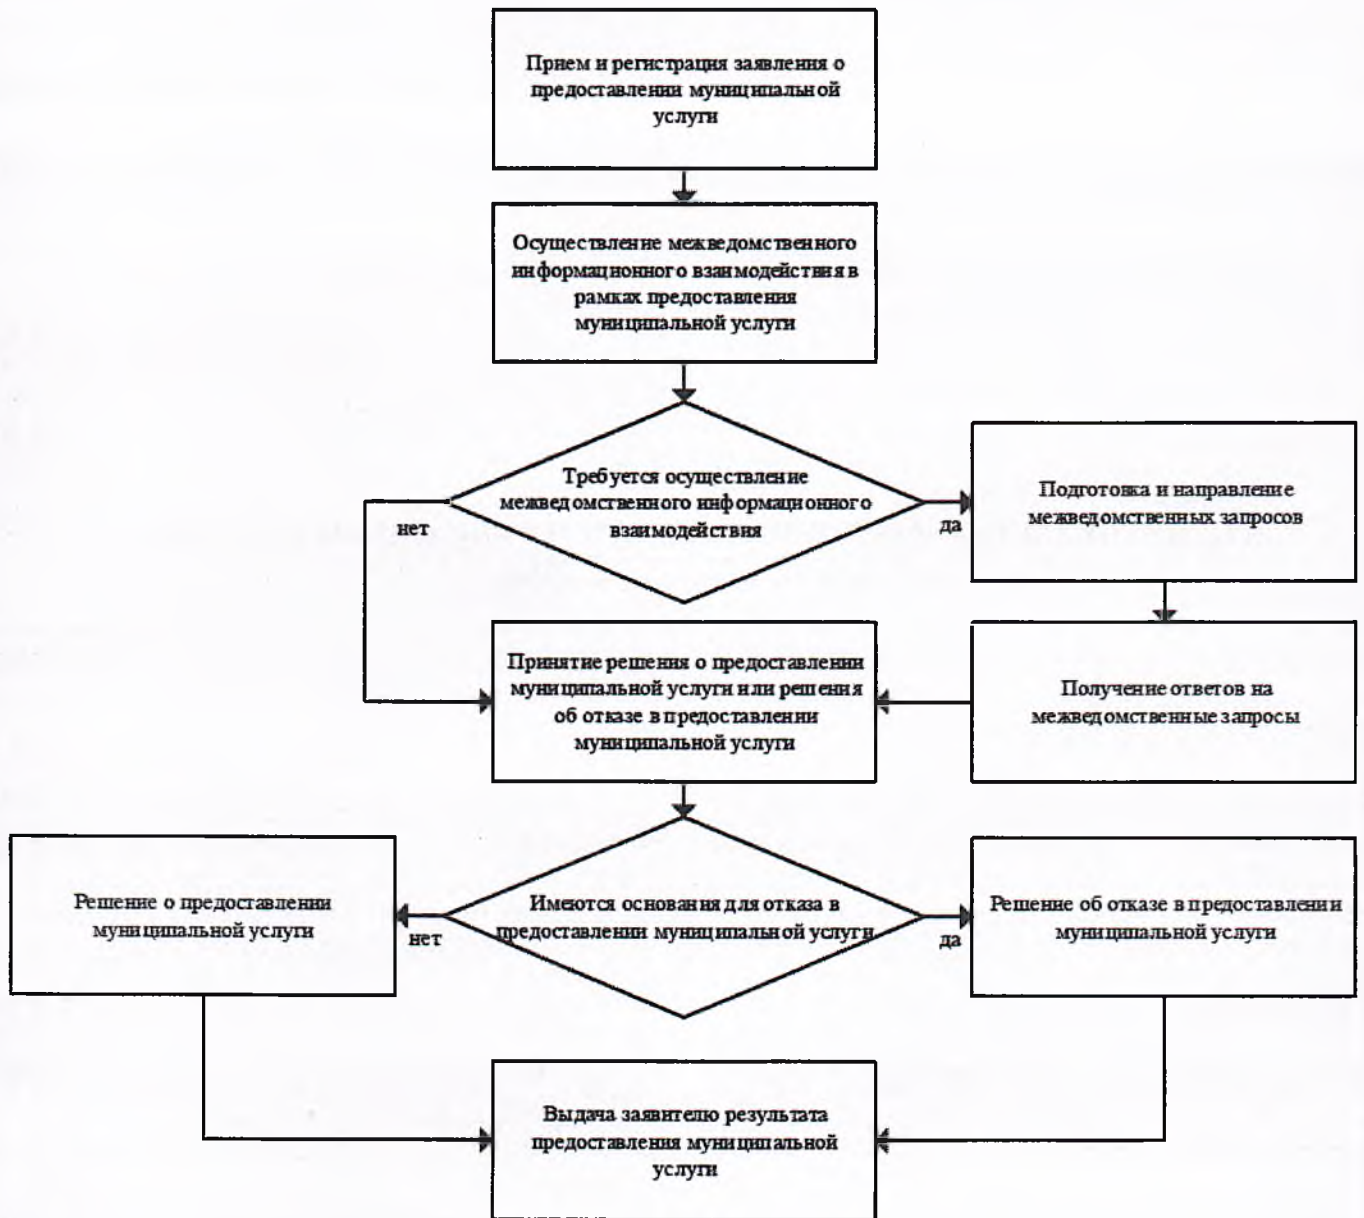 Прием и регистрация заявления о
предоставлении муниципальной
услуги
Осуществление межведомственного
информационного взаимодействия в
рамках предоставления
муниципальной услуги
Требуется осуществление
межведомственного информационного
взаимодействия
нет
да
Подготовка и направление
межведомственных запросов
Принятие решения о предоставлении
муниципальной услуги или решения
об отказе в предоставлении
муниципальной услуги
Получение ответов на
межведомственные запросы
Решение о предоставлении
муниципальной услуги
нет
Имеются основания для отказа в
предоставлении муниципальной услуги
да
Решение об отказе в предоставлении
муниципальной услуги
Выдача заявителю результата
предоставления муниципальной
услуги